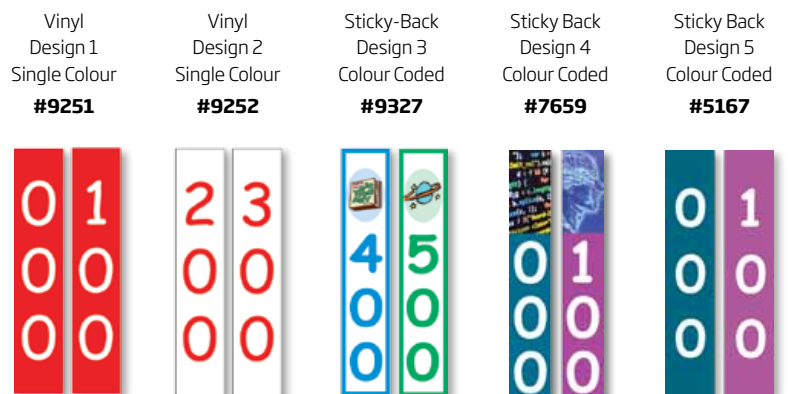 Vinyl
Design 1
Single Colour
#9251
Vinyl
Design 2
Single Colour
#9252
Sticky-Back
Design 3
Colour Coded
#9327
Sticky Back
Design 4
Colour Coded
#7659
Sticky Back
Design 5
Colour Coded
#5167
0
0
0
1
0
0
2
0
0
3
0
0
4
0
0
5
0
0
0
0
0
1
0
0
0
0
0
1
0
0